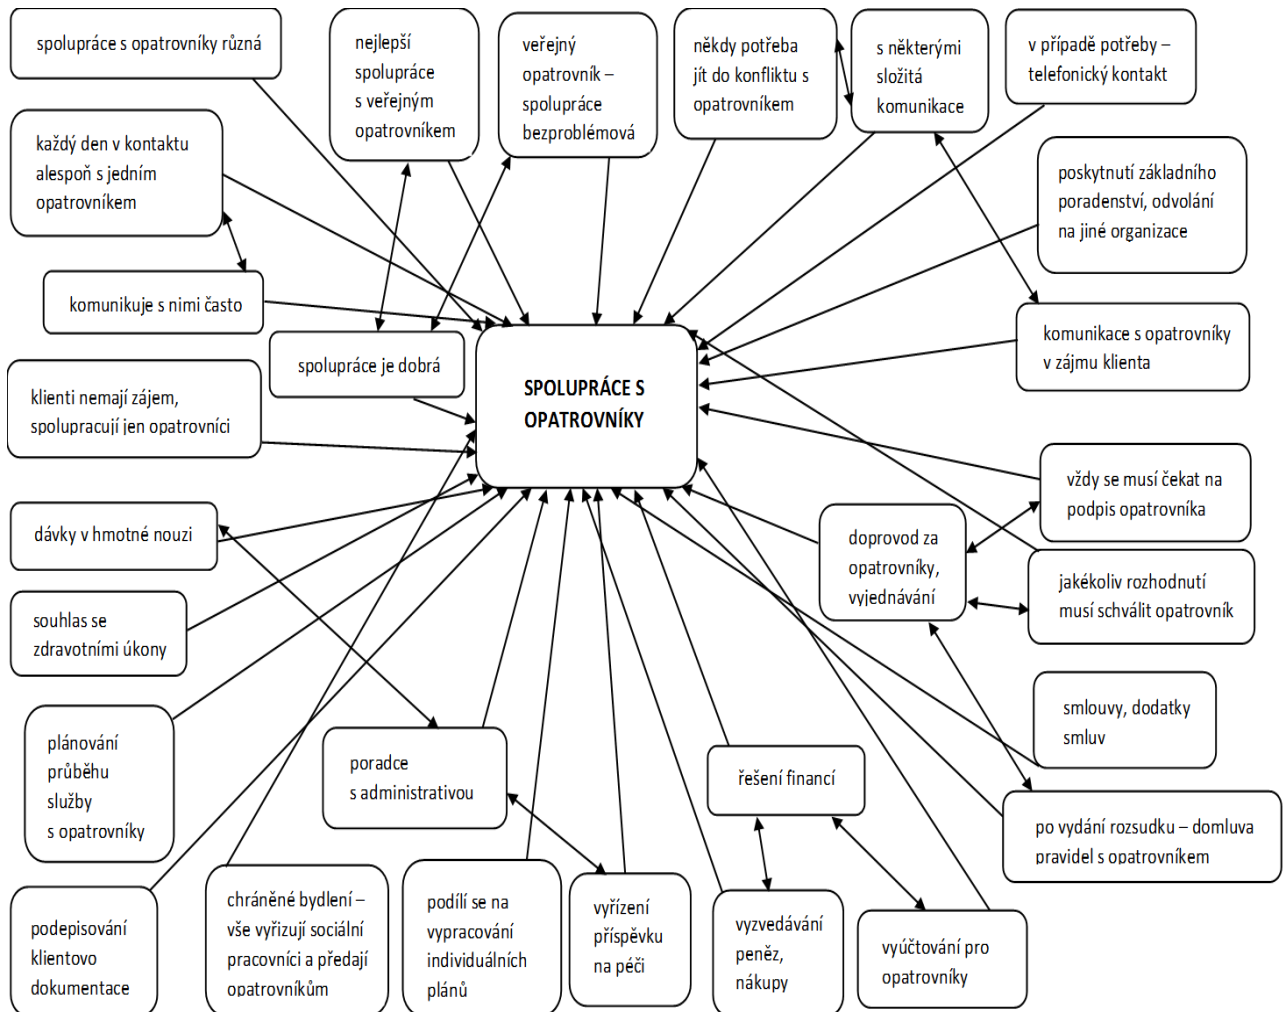 spolupráce s opatrovníky různá
nejlepší
spolupráce
s veřejným
opatrovníkem
veřejný
opatrovník –
spolupráce
bezproblémová
někdy potřeba
jít do konfliktu s
opatrovníkem
s některými
složitá
komunikace
v případě potřeby –
telefonický kontakt
každý den v kontaktu
alespoň s jedním
opatrovníkem
poskytnutí základního
poradenství, odvolání
na jiné organizace
komunikuje s nimi často
spolupráce je dobrá
komunikace s opatrovníky
v zájmu klienta
SPOLUPRÁCE S
OPATROVNÍKY
klienti nemají zájem,
spolupracují jen opatrovníci
vždy se musí čekat na
podpis opatrovníka
dávky v hmotné nouzi
doprovod za
opatrovníky,
vyjednávání
jakékoliv rozhodnutí
musí schválit opatrovník
souhlas se
zdravotními úkony
smlouvy, dodatky
smluv
plánování
průběhu
služby
s opatrovníky
poradce
s administrativou
řešení financí
po vydání rozsudku – domluva
pravidel s opatrovníkem
podepisování
klientovo
dokumentace
chráněné bydlení –
vše vyřizují sociální
pracovníci a předají
opatrovníkům
podílí se na
vypracování
individuálních
plánů
vyřízení
příspěvku
na péči
vyzvedávání
peněz,
nákupy
vyúčtování pro
opatrovníky